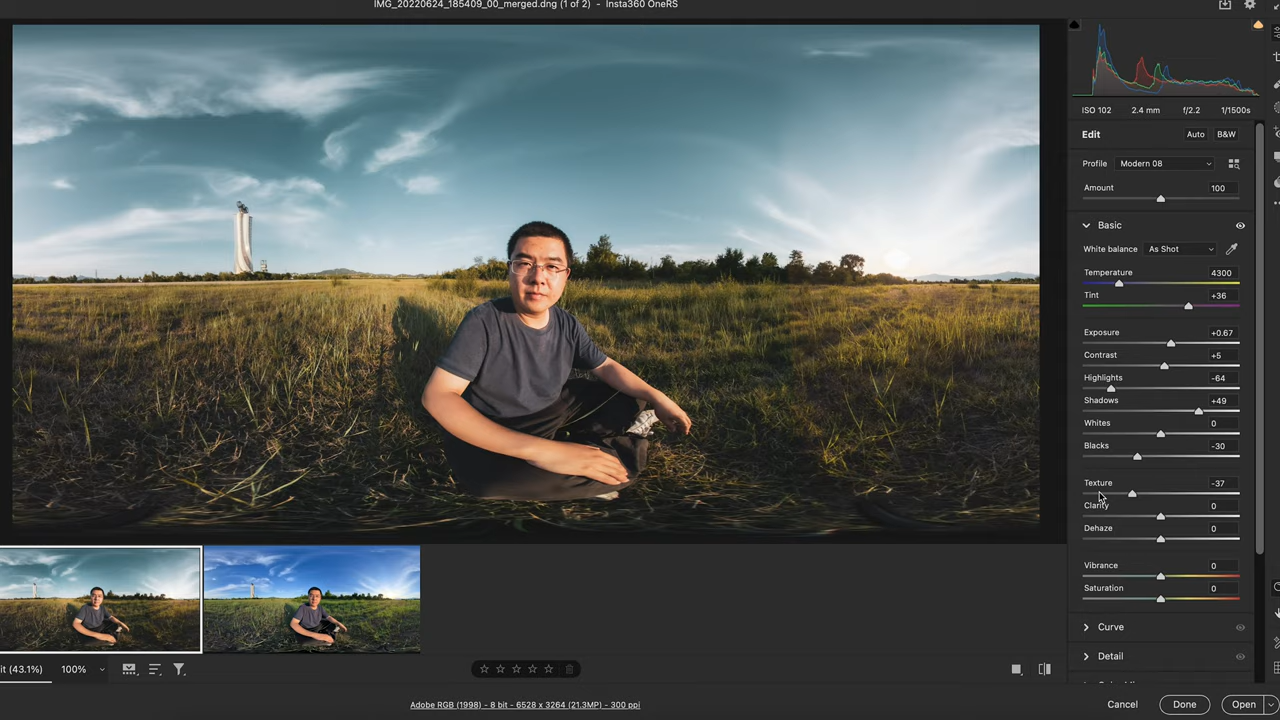 IMG_20220624_185409_00_merged.dng (1 of 2) - Insta360 OneRS
ISO 102 2.4 mm f/2.2 1/1500s
Edit Auto B&W
Profile Modern 08
Amount 100
Basic
White balance As Shot
Temperature 4300
Tint +36
Exposure +0.67
Contrast +5
Highlights -64
Shadows +49
Whites 0
Blacks -30
Texture -37
Clarity 0
Dehaze 0
Vibrance 0
Saturation 0
Curve
Detail
it (43.1%) 100%
Adobe RGB (1998) - 8 bit - 6528 x 3264 (21.3MP) - 300 ppi
Cancel Done Open